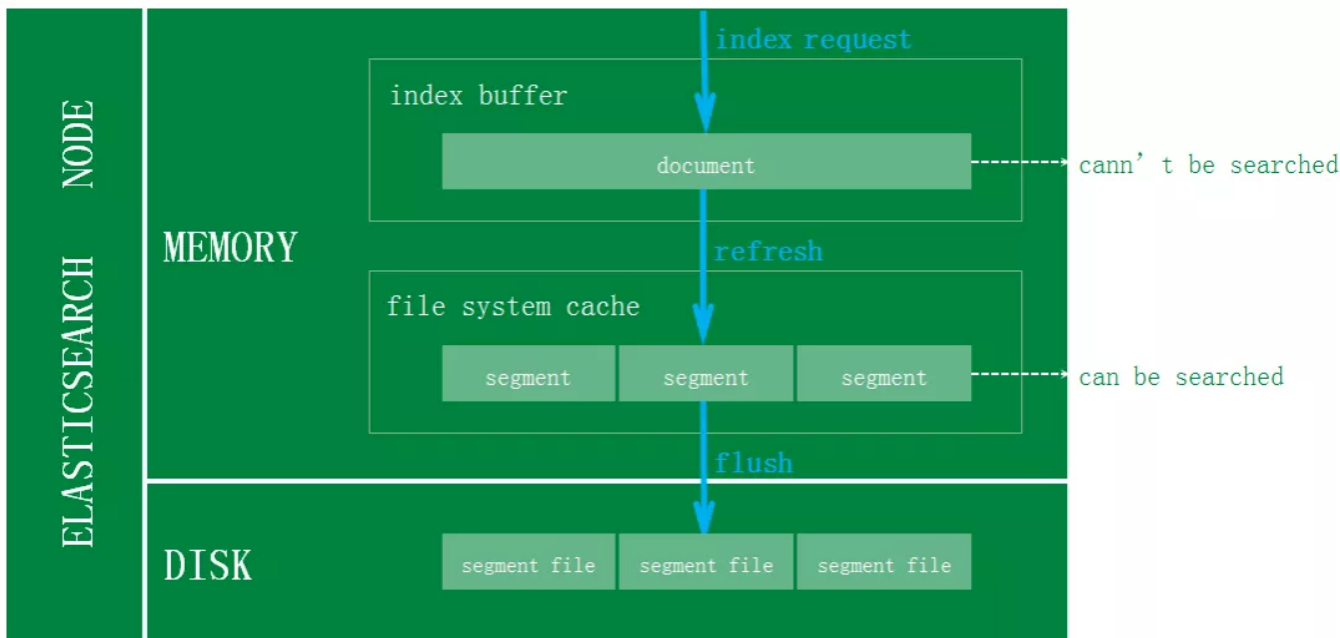 ELASTICSEARCH NODE
index request
index buffer
document
cann't be searched
MEMORY
refresh
file system cache
segment segment segment
can be searched
flush
DISK
segment file segment file segment file